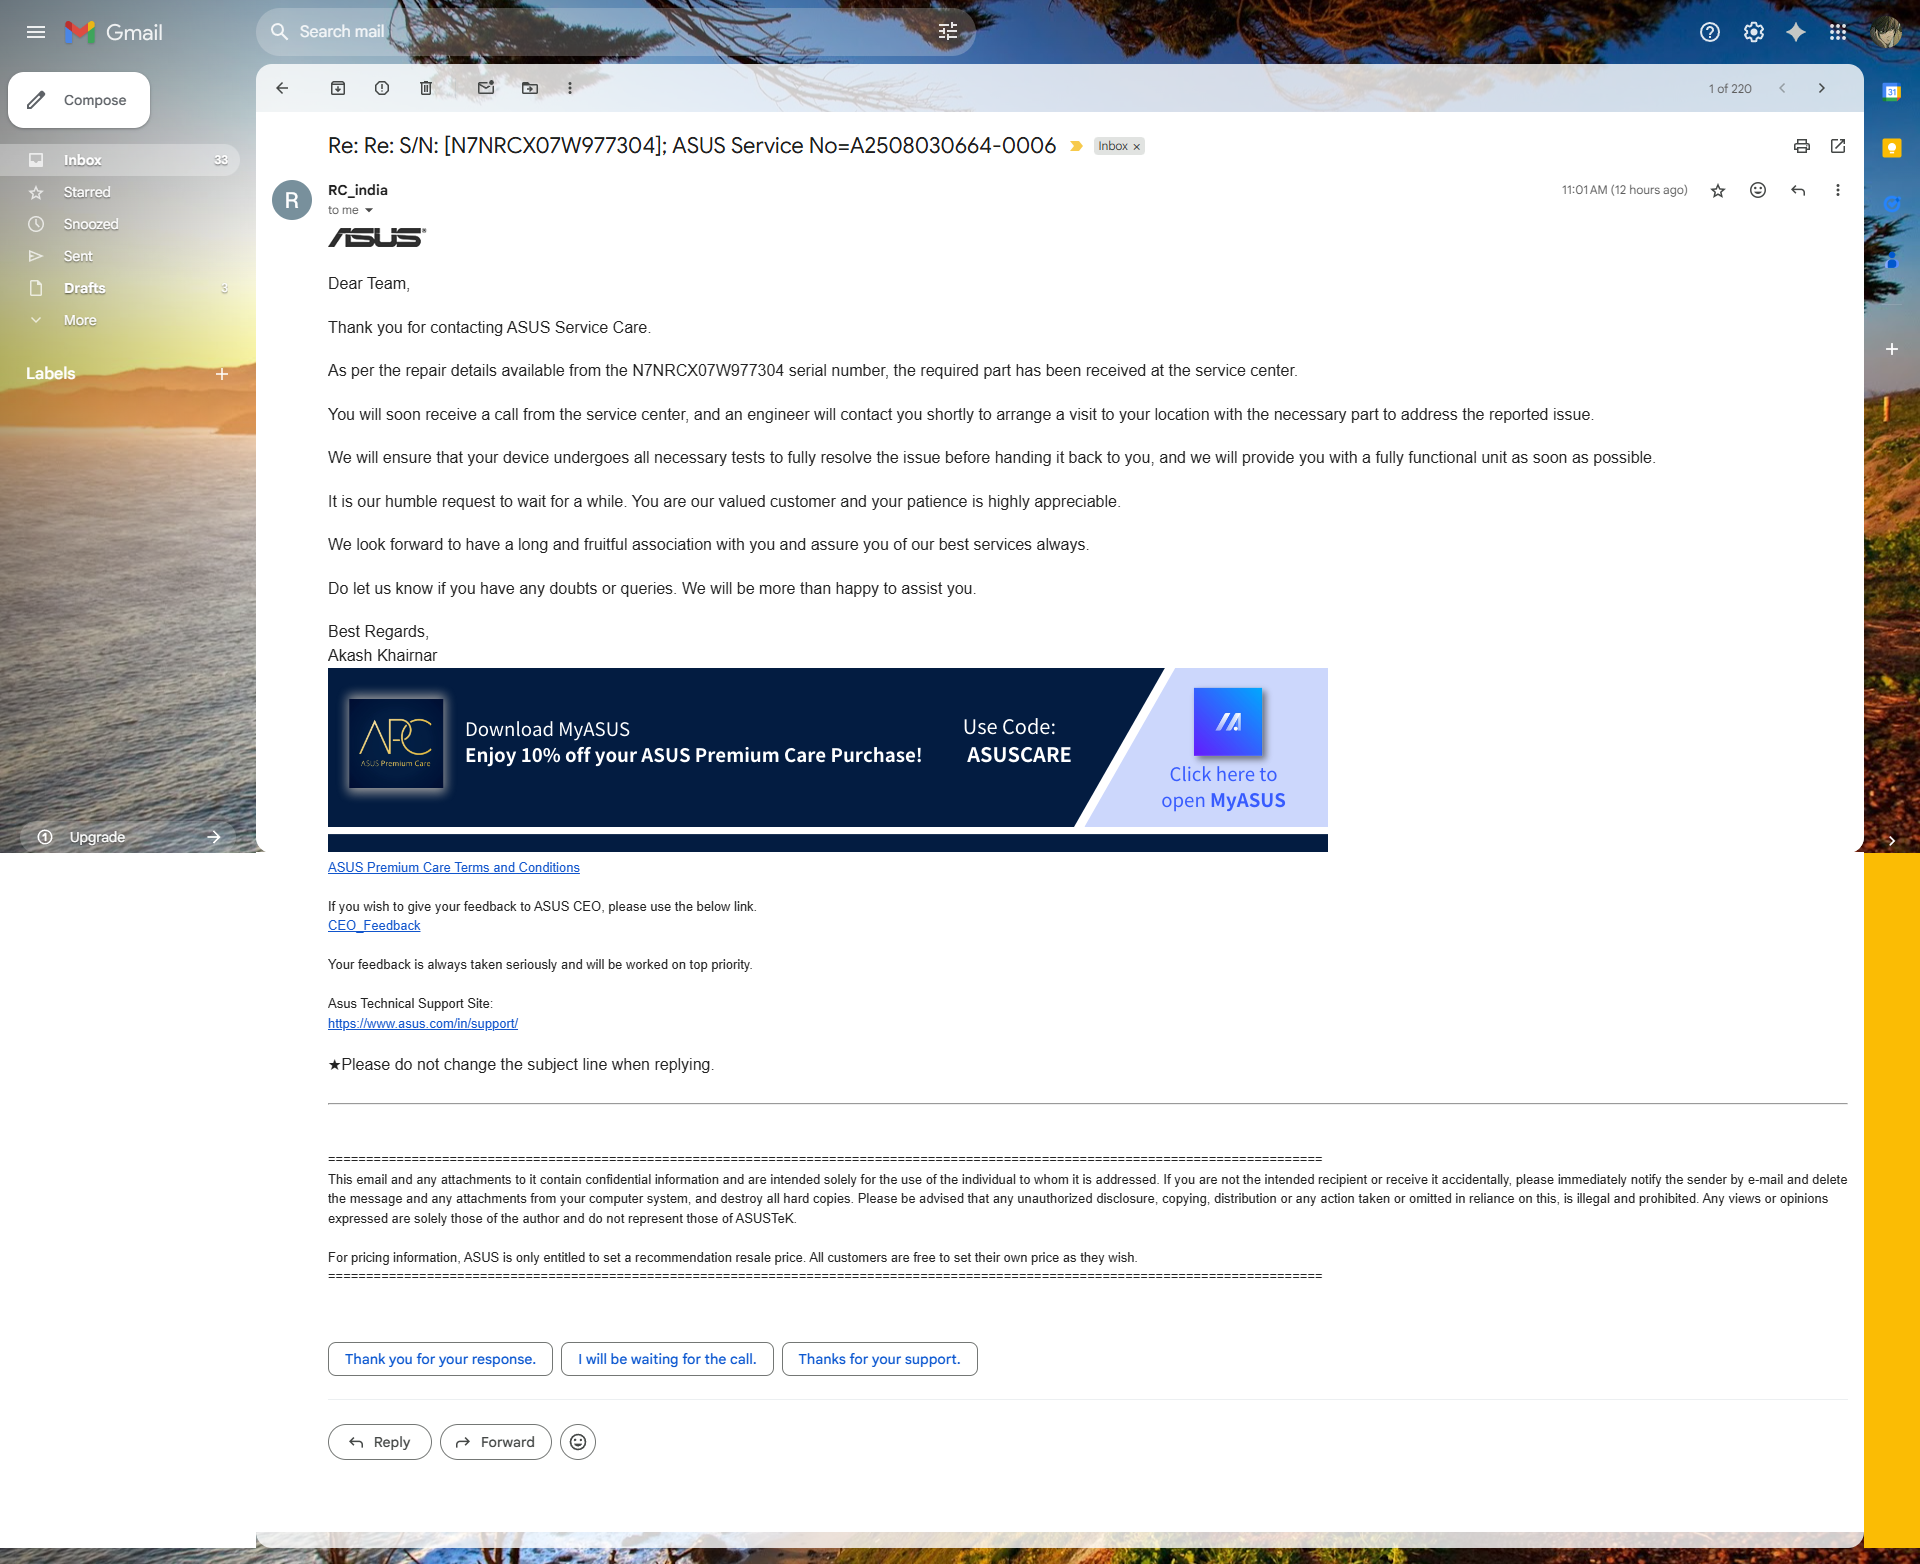 Gmail
Search mail
Compose
Inbox 33
Starred
Snoozed
Sent
Drafts 3
More
Labels
Upgrade
1 of 220
31
Re: Re: S/N: [N7NRCX07W977304]; ASUS Service No=A2508030664-0006 Inbox ×
R
RC_india 11:01 AM (12 hours ago)
to me
ASUS
Dear Team,
Thank you for contacting ASUS Service Care.
As per the repair details available from the N7NRCX07W977304 serial number, the required part has been received at the service center.
You will soon receive a call from the service center, and an engineer will contact you shortly to arrange a visit to your location with the necessary part to address the reported issue.
We will ensure that your device undergoes all necessary tests to fully resolve the issue before handing it back to you, and we will provide you with a fully functional unit as soon as possible.
It is our humble request to wait for a while. You are our valued customer and your patience is highly appreciable.
We look forward to have a long and fruitful association with you and assure you of our best services always.
Do let us know if you have any doubts or queries. We will be more than happy to assist you.
Best Regards,
Akash Khairnar
APC
ASUS Premium Care
Download MyASUS
Enjoy 10% off your ASUS Premium Care Purchase!
Use Code:
ASUSCARE
Click here to
open MyASUS
ASUS Premium Care Terms and Conditions
If you wish to give your feedback to ASUS CEO, please use the below link.
CEO_Feedback
Your feedback is always taken seriously and will be worked on top priority.
Asus Technical Support Site:
https://www.asus.com/in/support/
★Please do not change the subject line when replying.
===================================================================================================================================
This email and any attachments to it contain confidential information and are intended solely for the use of the individual to whom it is addressed. If you are not the intended recipient or receive it accidentally, please immediately notify the sender by e-mail and delete
the message and any attachments from your computer system, and destroy all hard copies. Please be advised that any unauthorized disclosure, copying, distribution or any action taken or omitted in reliance on this, is illegal and prohibited. Any views or opinions
expressed are solely those of the author and do not represent those of ASUSTeK.
For pricing information, ASUS is only entitled to set a recommendation resale price. All customers are free to set their own price as they wish.
===================================================================================================================================
Thank you for your response.
I will be waiting for the call.
Thanks for your support.
Reply
Forward